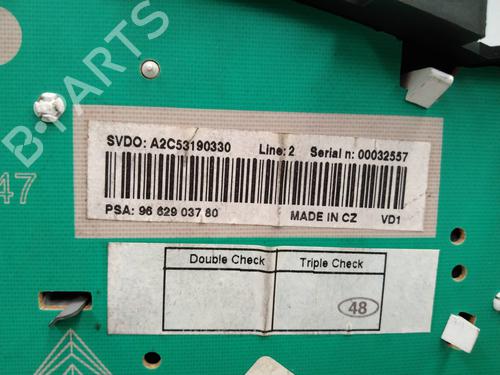 SVDO: A2C53190330 Line: 2 Serial n: 00032557
PSA: 96 629 037 80 MADE IN CZ VD1
Double Check Triple Check
48
47
B-PARTS